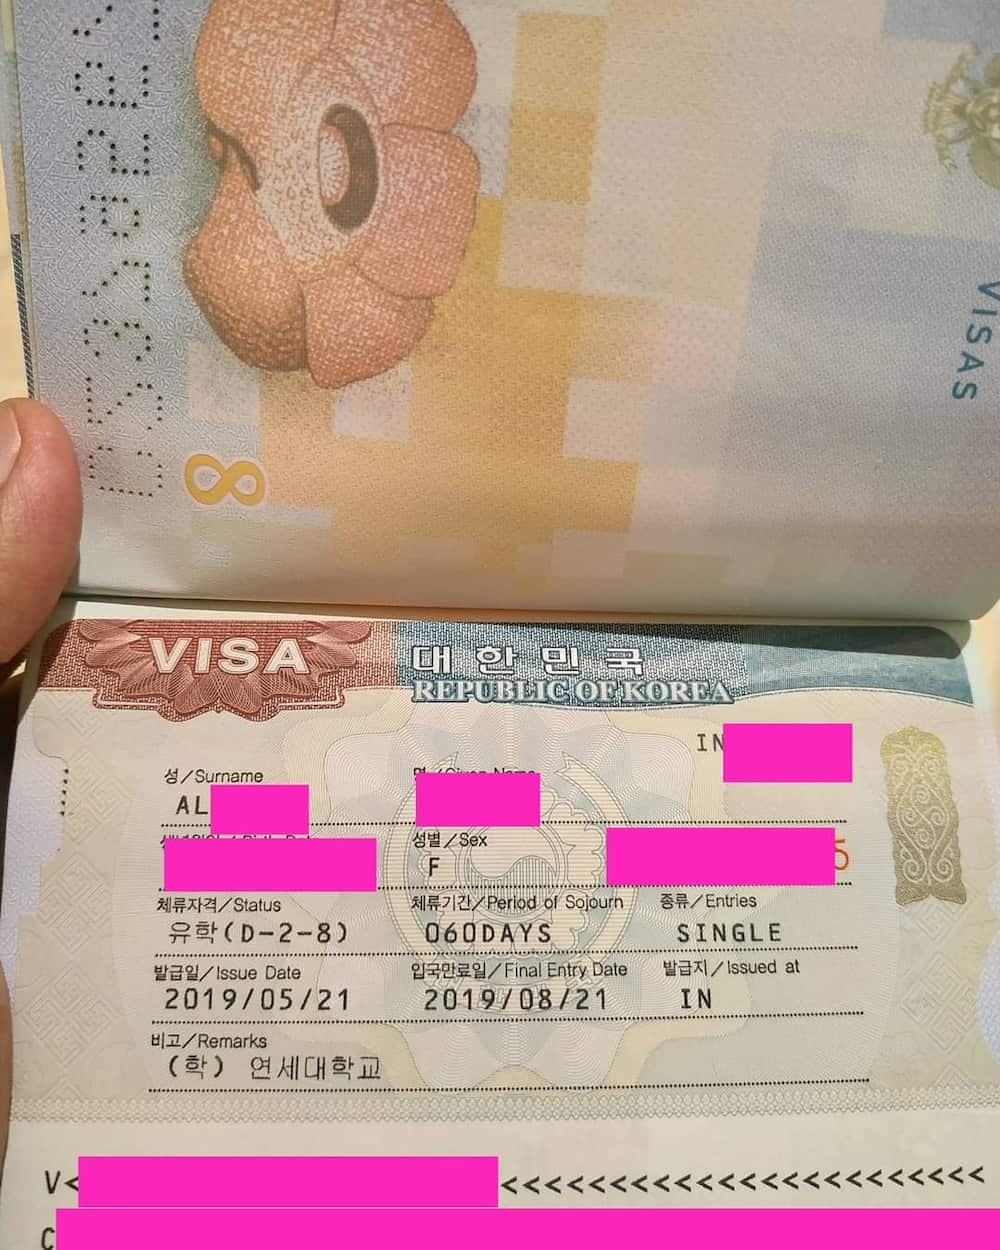 8
VISAS
VISA
대한민국
REPUBLIC OF KOREA
IN
성/Surname
AL
성별/Sex
F
5
체류자격/Status 체류기간/Period of Sojourn 종류/Entries
유학(D-2-8) 060DAYS SINGLE
발급일/Issue Date 입국만료일/Final Entry Date 발급지/Issued at
2019/05/21 2019/08/21 IN
비고/Remarks
(학) 연세대학교
V< <<<<<<<<<<<<<<<<<<<<<<<<<<<
C